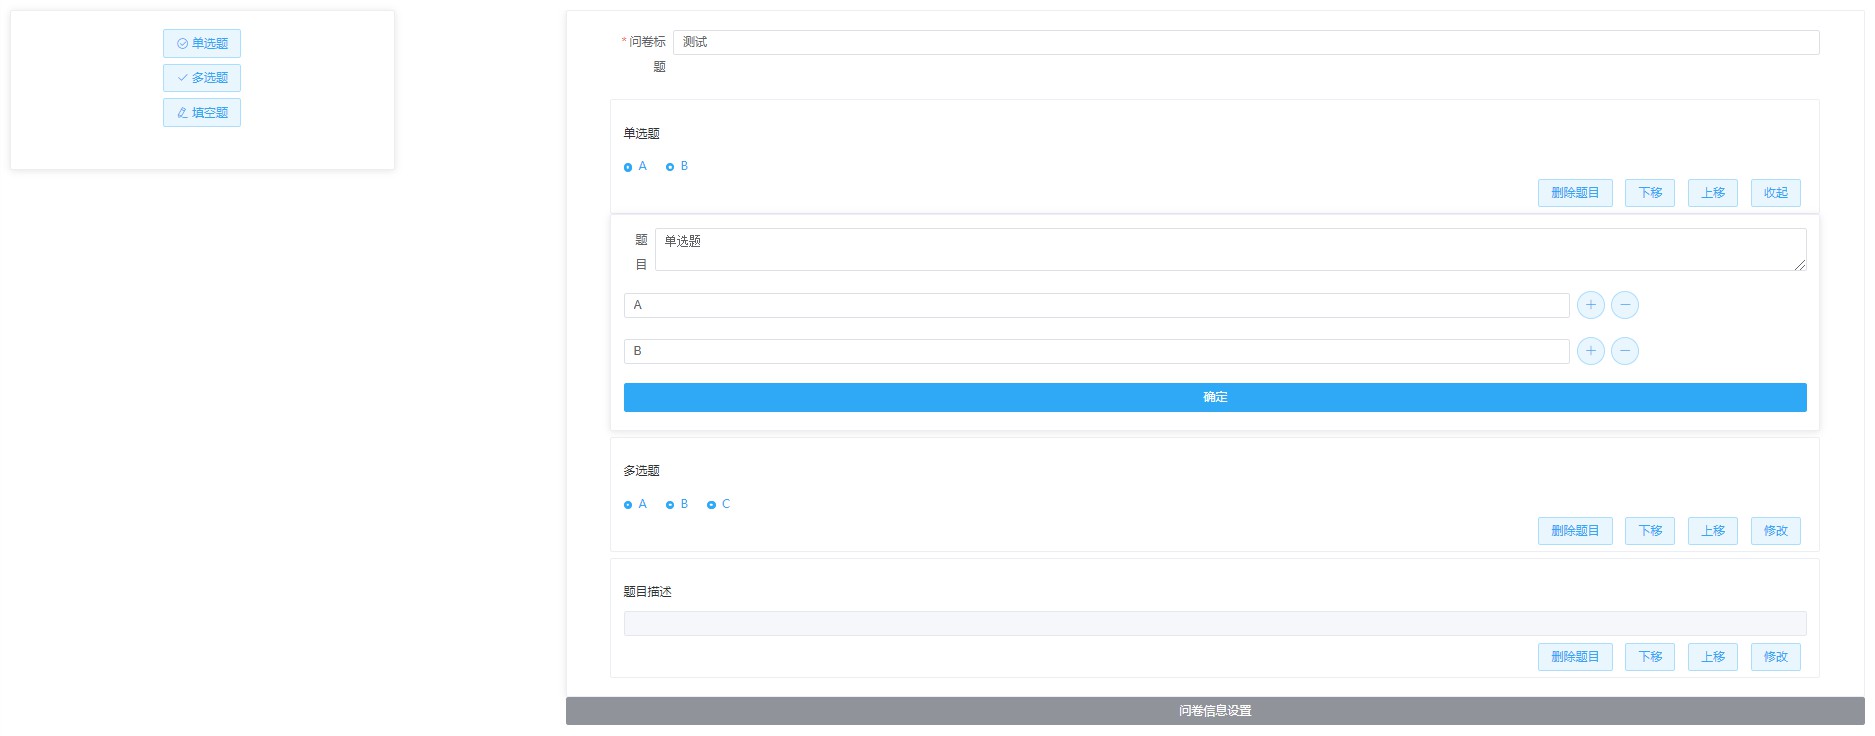 单选题
多选题
填空题
*问卷标题
测试
单选题
A B
删除题目 下移 上移 收起
题目
单选题
A
B
确定
多选题
A B C
删除题目 下移 上移 修改
题目描述
删除题目 下移 上移 修改
问卷信息设置